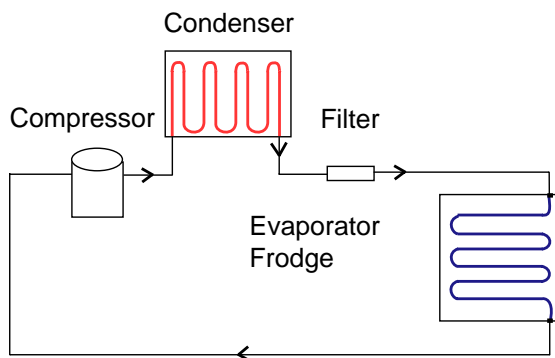 Condenser
Compressor
Filter
Evaporator
Frodge